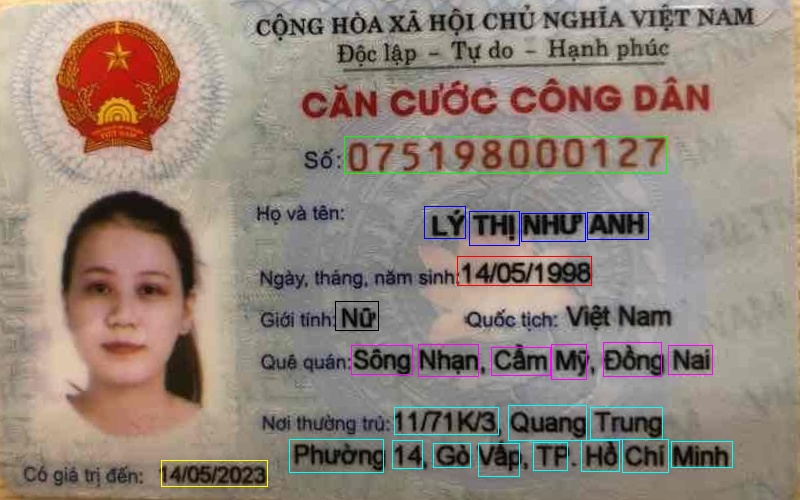 CỘNG HÒA XÃ HỘI CHỦ NGHĨA VIỆT NAM
Độc lập - Tự do - Hạnh phúc
CĂN CƯỚC CÔNG DÂN
Số: 075198000127
Họ và tên: LÝ THỊ NHƯ ANH
Ngày, tháng, năm sinh: 14/05/1998
Giới tính: Nữ Quốc tịch: Việt Nam
Quê quán: Sông Nhạn, Cẩm Mỹ, Đồng Nai
Nơi thường trú: 11/71K/3, Quang Trung
Phường 14, Gò Vấp, TP. Hồ Chí Minh
Có giá trị đến: 14/05/2023